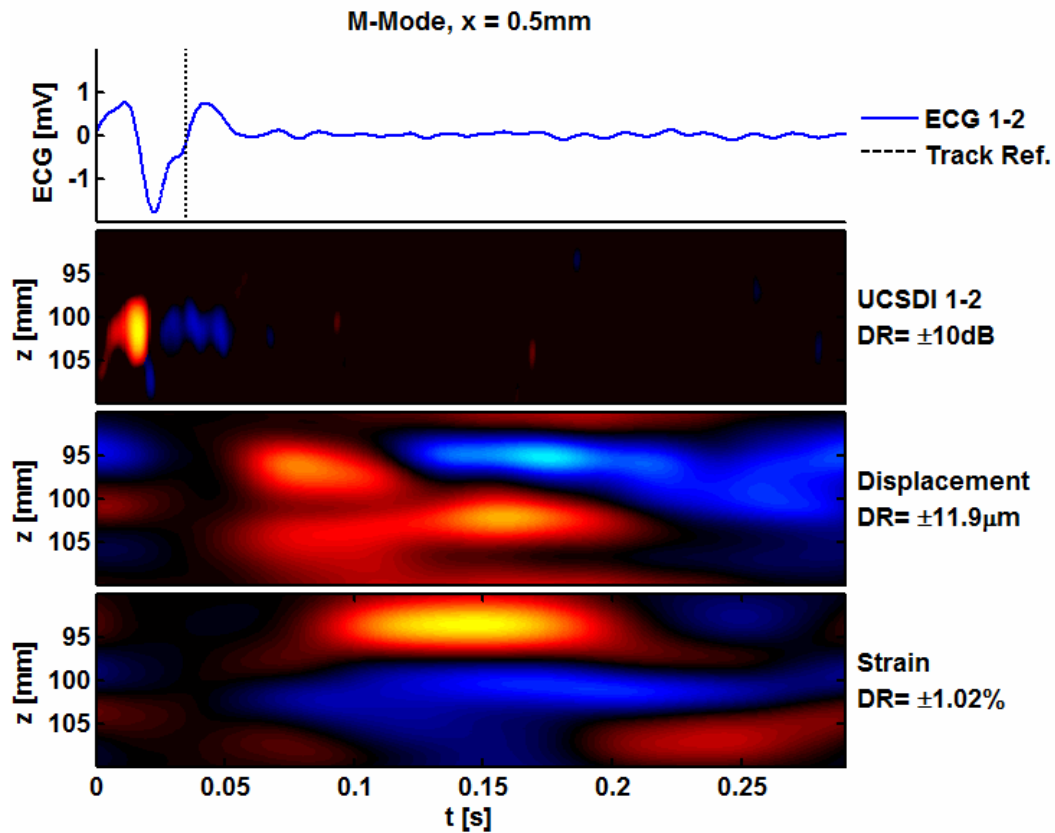 M-Mode, x = 0.5mm
ECG [mV]
1
0
-1
ECG 1-2
Track Ref.
z [mm]
95
100
105
UCSDI 1-2
DR= ±10dB
z [mm]
95
100
105
Displacement
DR= ±11.9μm
z [mm]
95
100
105
Strain
DR= ±1.02%
0 0.05 0.1 0.15 0.2 0.25
t [s]